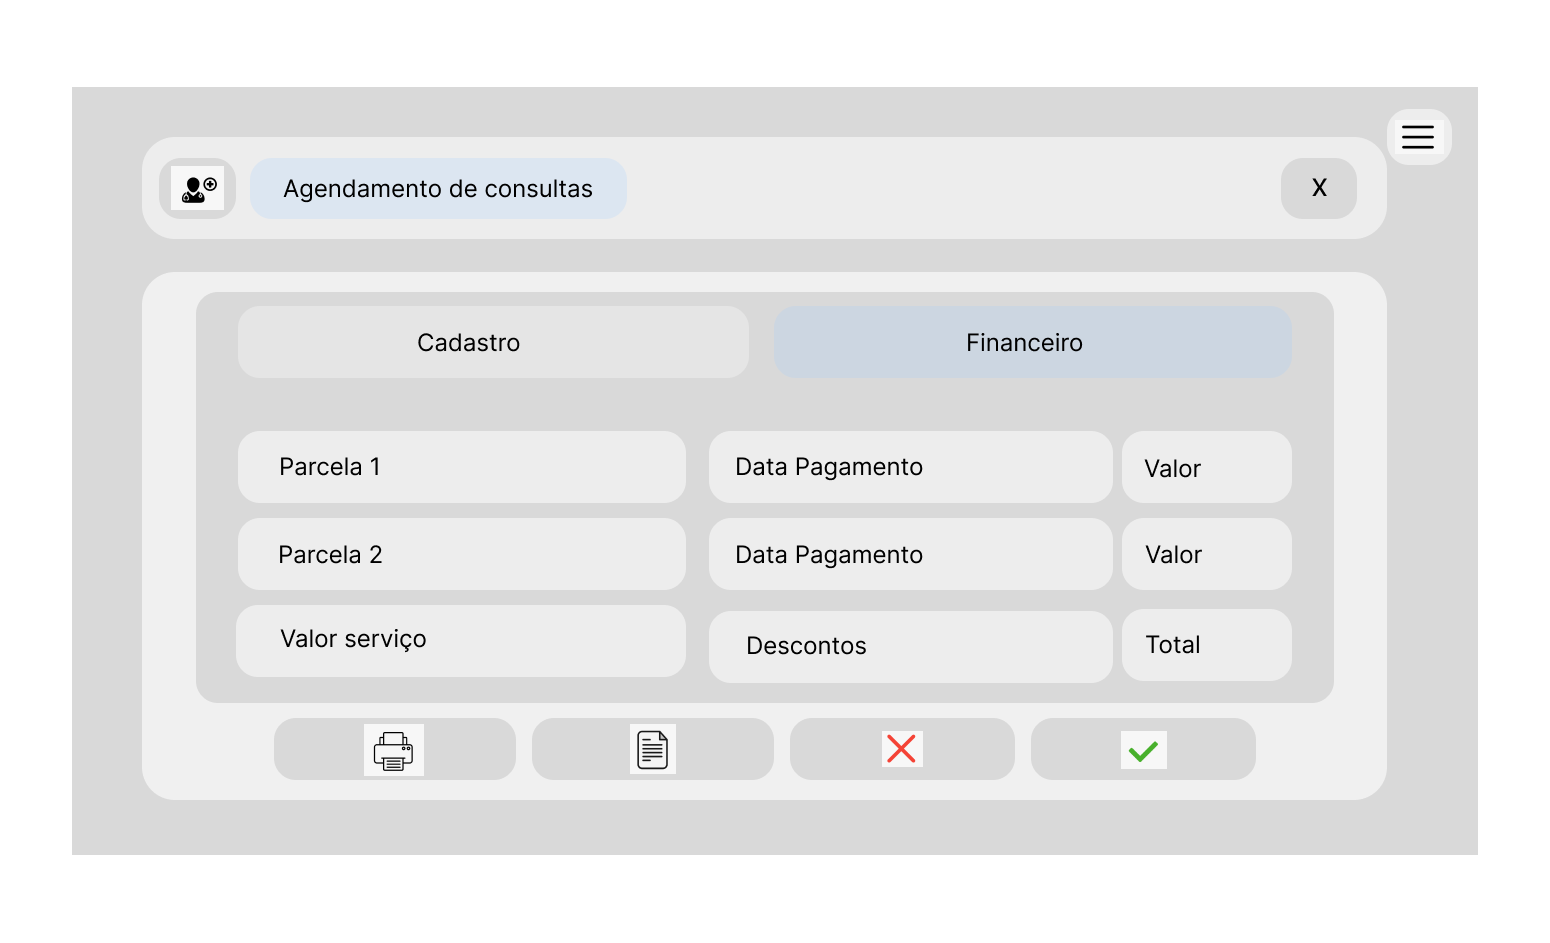 Agendamento de consultas
X
Cadastro
Financeiro
Parcela 1
Data Pagamento
Valor
Parcela 2
Data Pagamento
Valor
Valor serviço
Descontos
Total